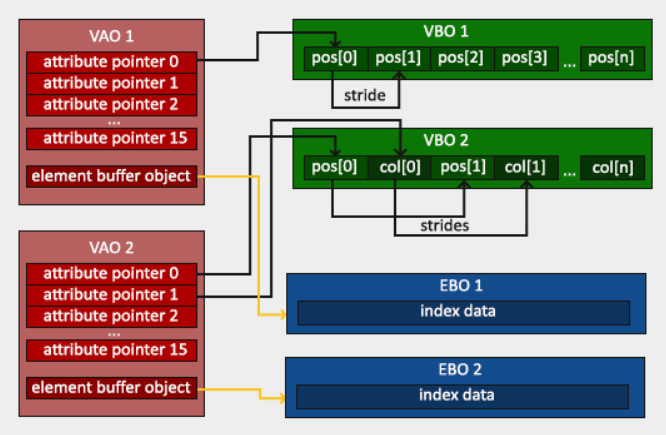 VAO 1
attribute pointer 0
attribute pointer 1
attribute pointer 2
...
attribute pointer 15
element buffer object
VBO 1
pos[0] pos[1] pos[2] pos[3] ... pos[n]
stride
VBO 2
pos[0] col[0] pos[1] col[1] ... col[n]
strides
VAO 2
attribute pointer 0
attribute pointer 1
attribute pointer 2
...
attribute pointer 15
element buffer object
EBO 1
index data
EBO 2
index data